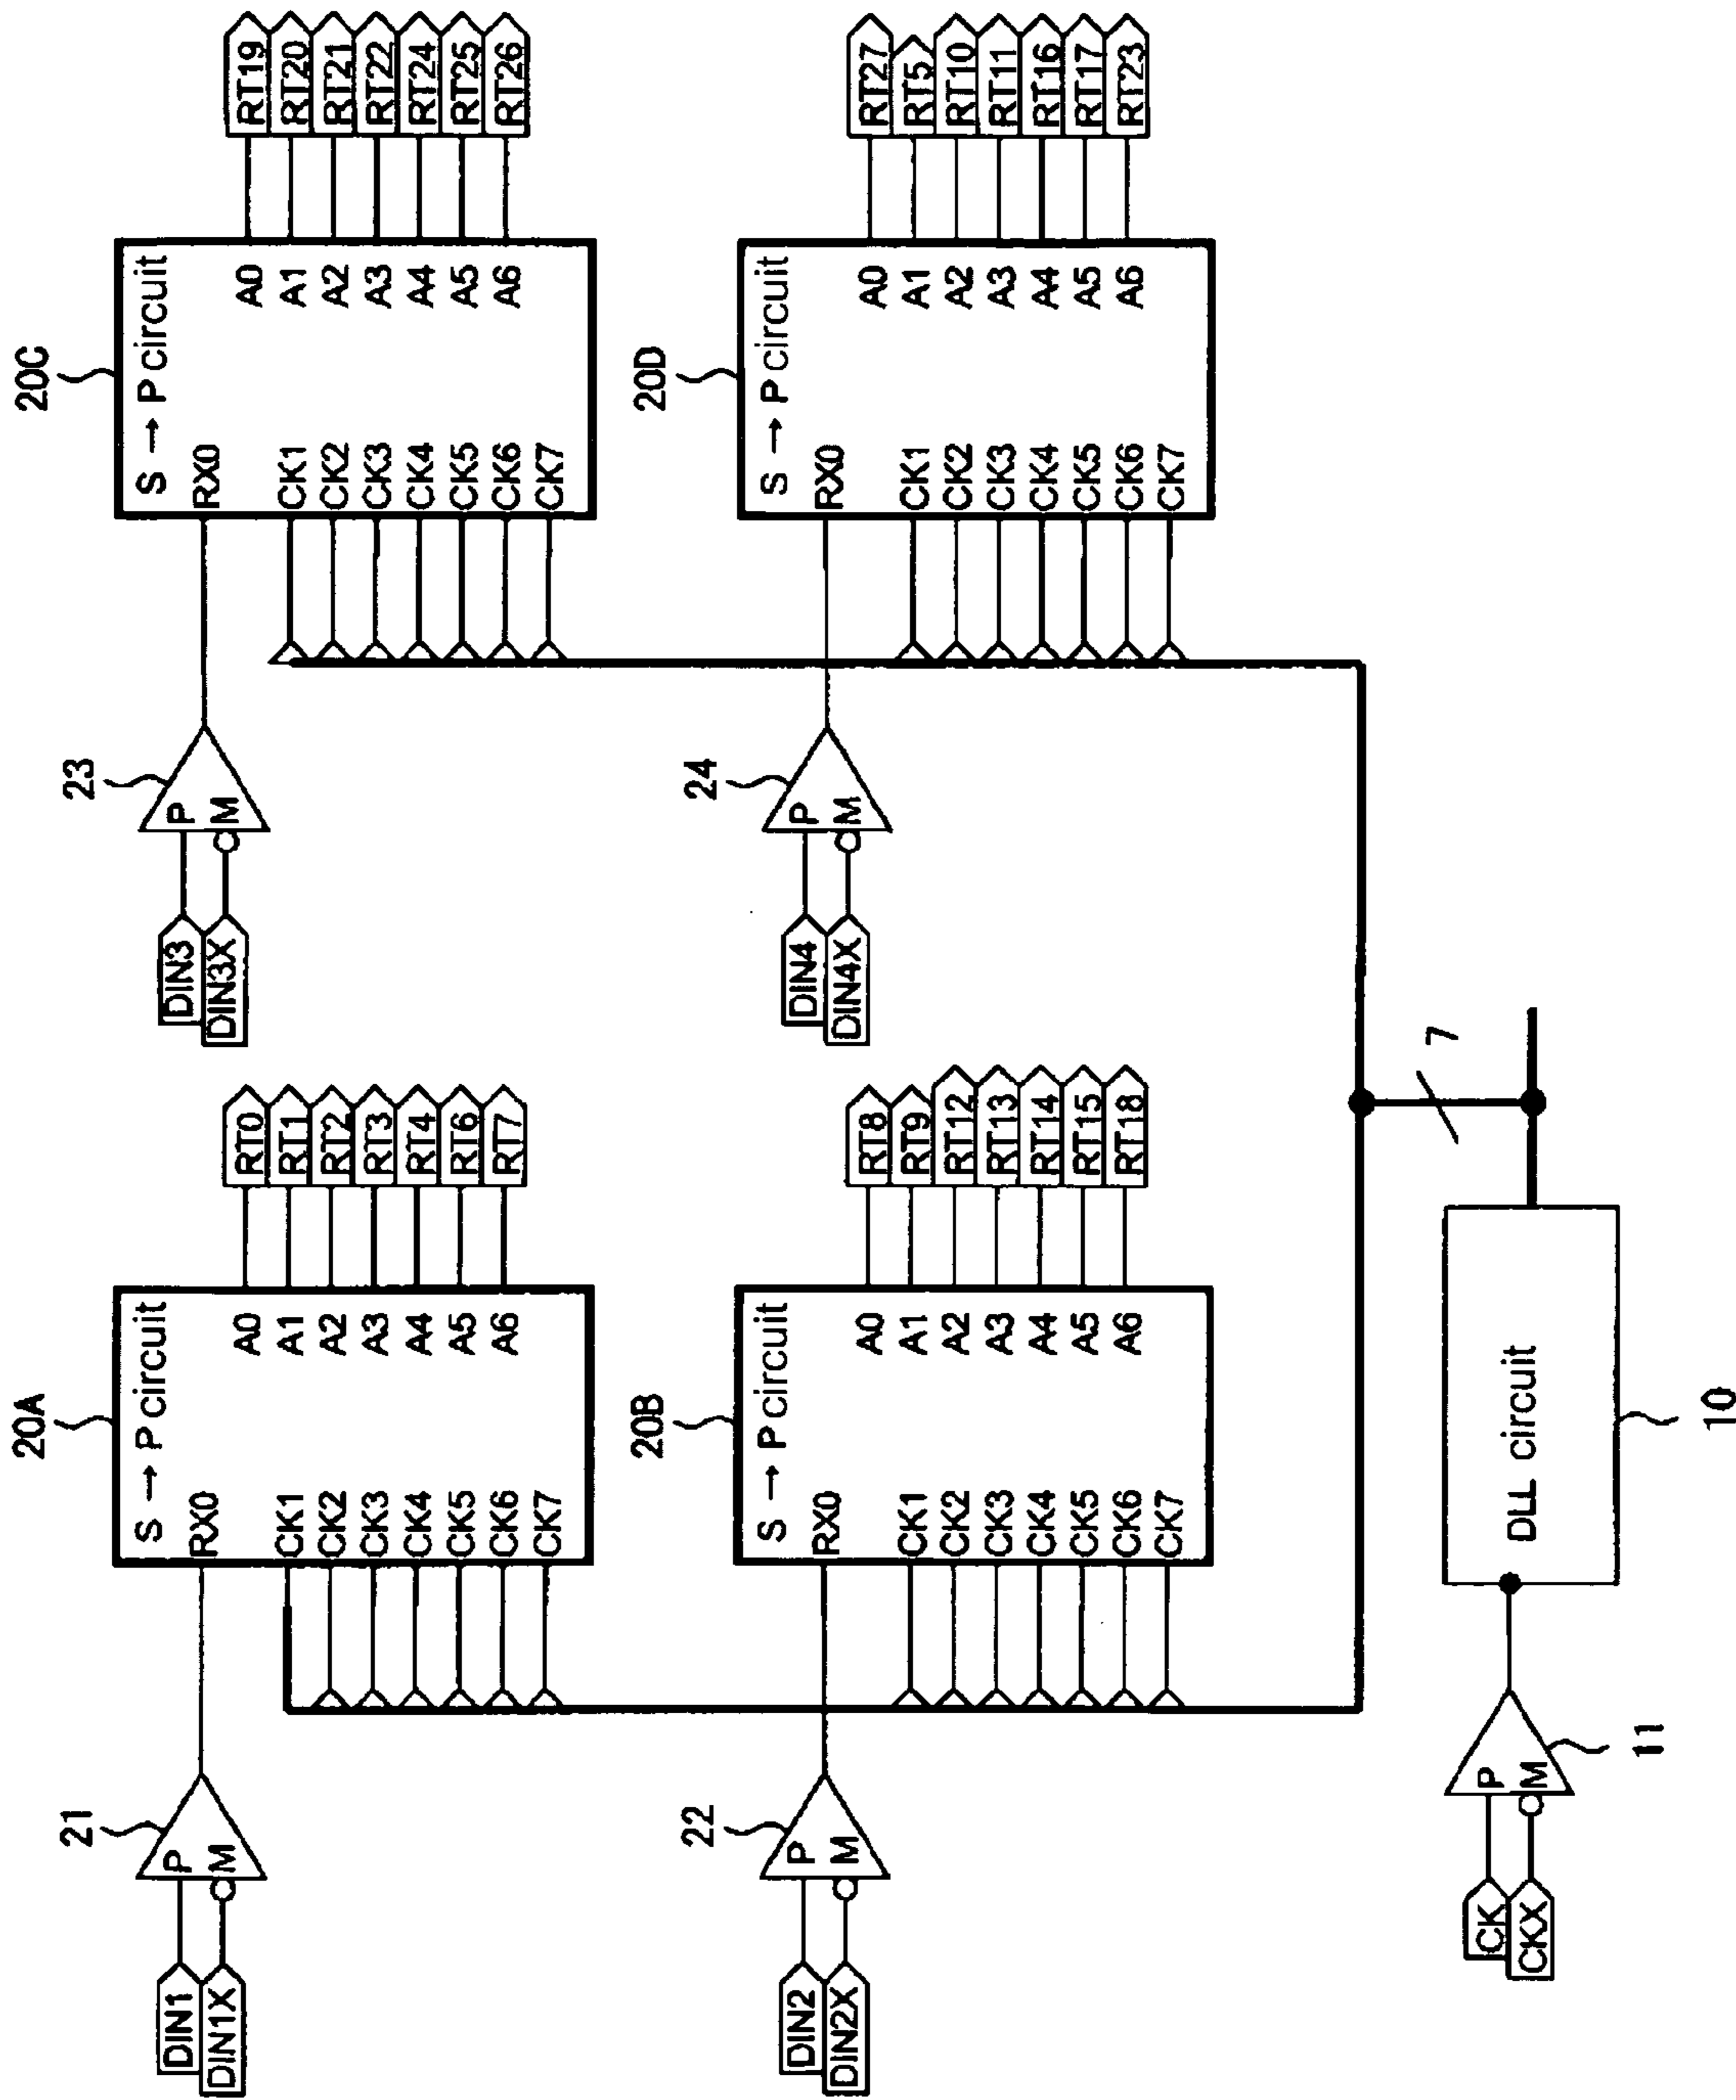 20A
S → P circuit
RX0
CK1
CK2
CK3
CK4
CK5
CK6
CK7
A0
A1
A2
A3
A4
A5
A6
RT0
RT1
RT2
RT3
RT4
RT6
RT7
21
P
M
DIN1
DIN1X
20C
S → P circuit
RX0
CK1
CK2
CK3
CK4
CK5
CK6
CK7
A0
A1
A2
A3
A4
A5
A6
RT19
RT20
RT21
RT22
RT24
RT25
RT26
23
P
M
DIN3
DIN3X
20B
S → P circuit
RX0
CK1
CK2
CK3
CK4
CK5
CK6
CK7
A0
A1
A2
A3
A4
A5
A6
RT8
RT9
RT12
RT13
RT14
RT15
RT18
22
P
M
DIN2
DIN2X
20D
S → P circuit
RX0
CK1
CK2
CK3
CK4
CK5
CK6
CK7
A0
A1
A2
A3
A4
A5
A6
RT27
RT5
RT10
RT11
RT16
RT17
RT23
24
P
M
DIN4
DIN4X
7
CK
CKX
P
M
11
DLL circuit
10